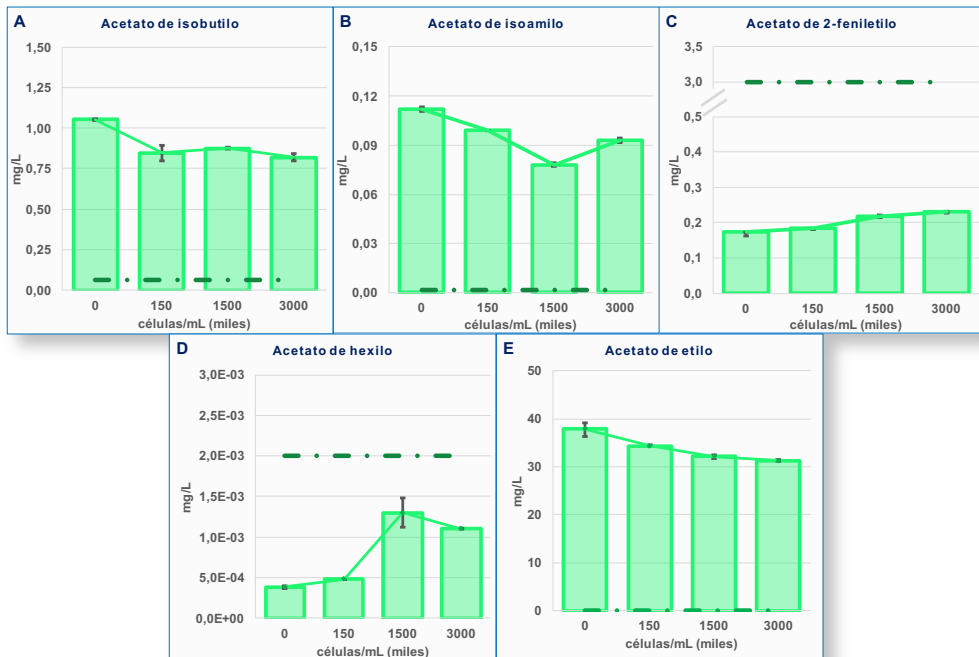 A Acetato de isobutilo
1,50
1,25
1,00
0,75
0,50
0,25
0,00
mg/L
0 150 1500 3000
células/mL (miles)
B Acetato de isoamilo
0,15
0,12
0,09
0,06
0,03
0,00
mg/L
0 150 1500 3000
células/mL (miles)
C Acetato de 2-feniletilo
3,5
3,0
0,5
0,4
0,3
0,2
0,1
0,0
mg/L
0 150 1500 3000
células/mL (miles)
D Acetato de hexilo
3,0E-03
2,5E-03
2,0E-03
1,5E-03
1,0E-03
5,0E-04
0,0E+00
mg/L
0 150 1500 3000
células/mL (miles)
E Acetato de etilo
50
40
30
20
10
0
mg/L
0 150 1500 3000
células/mL (miles)